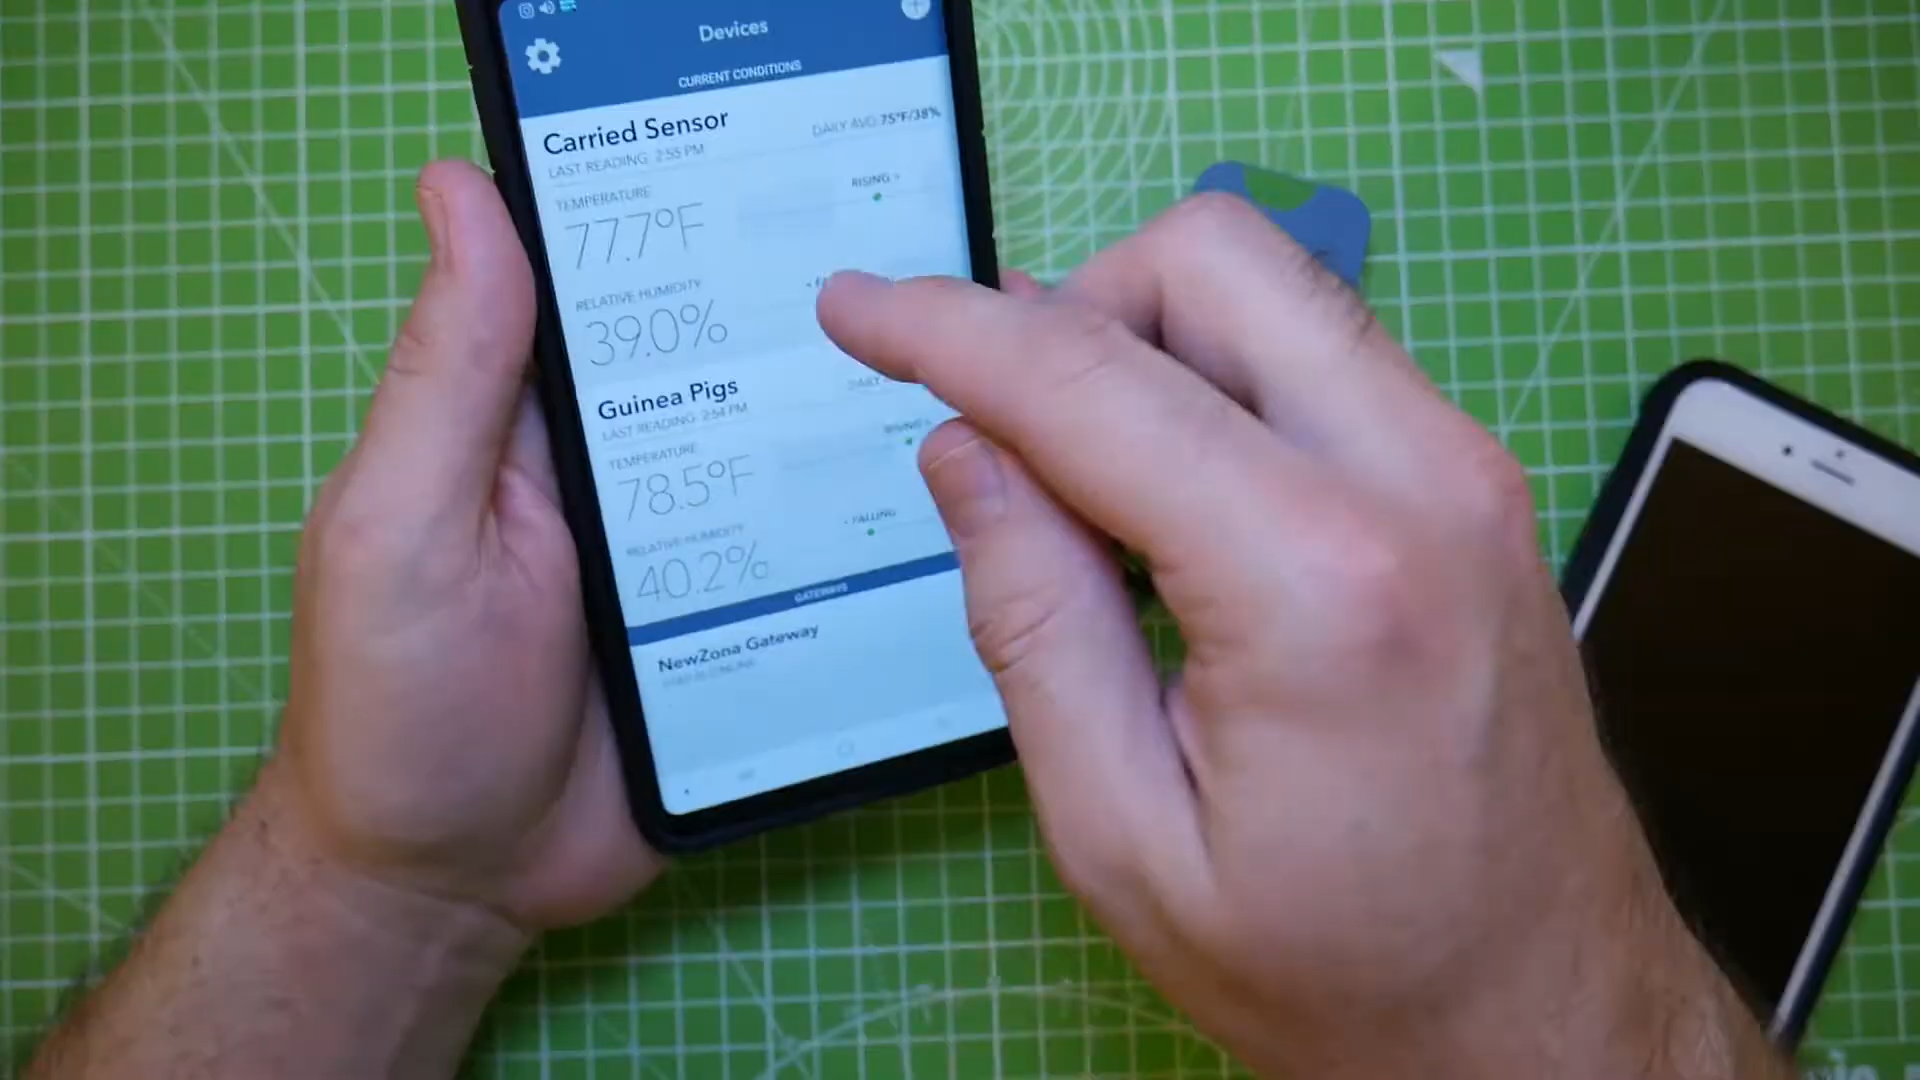 Devices
CURRENT CONDITIONS
Carried Sensor
DAILY AVG 75°F/38%
LAST READING: 2:55 PM
TEMPERATURE
RISING >
77.7°F
RELATIVE HUMIDITY
39.0%
Guinea Pigs
DAILY
LAST READING: 2:54 PM
TEMPERATURE
RISING >
78.5°F
RELATIVE HUMIDITY
< FALLING
40.2%
GATEWAYS
NewZona Gateway